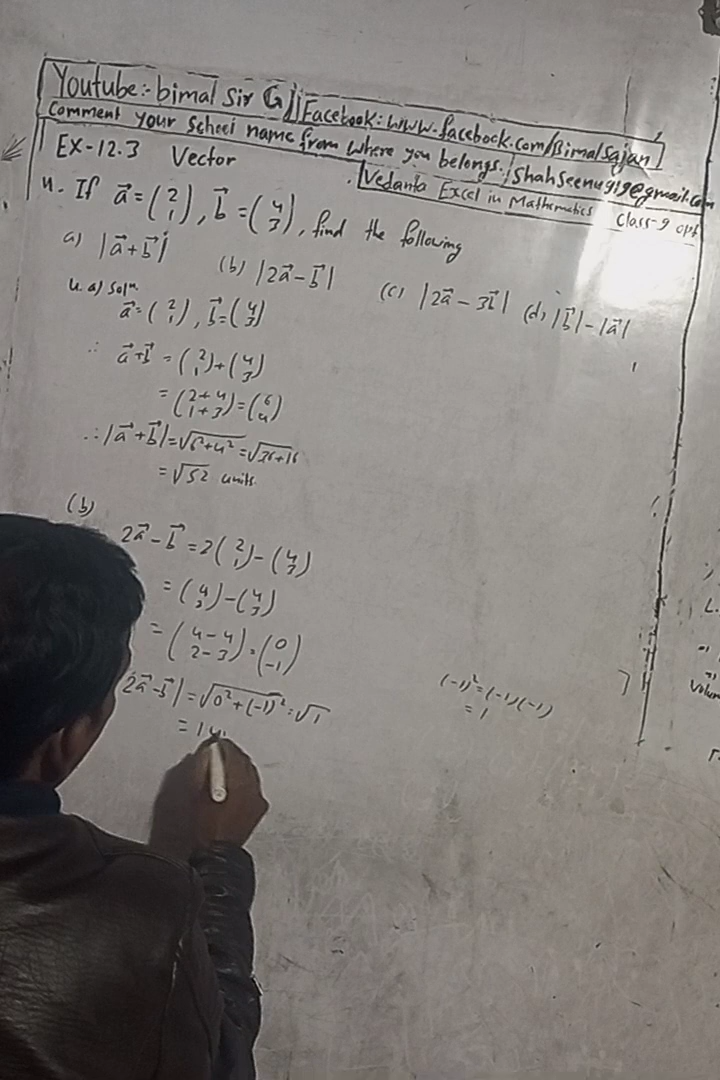 Youtube:- bimal Sir G | Facebook: www.facebook.com/Bimalsajan
Comment your School name from where you belongs. / Shahseenu919@gmail.com
EX-12.3 Vector
Vedanta Excel in Mathematics Class-9 opt
4. If a⃗ = (2 1), b⃗ = (4 3), find the following
a) |a⃗+b⃗| (b) |2a⃗-b⃗| (c) |2a⃗-3b⃗| (d) |b⃗|-|a⃗|
4. a) Solⁿ.
a⃗ = (2 1), b⃗ = (4 3)
∴ a⃗+b⃗ = (2 1)+(4 3)
= (2+4 1+3) = (6 4)
∴ |a⃗+b⃗| = √6²+4² = √36+16
= √52 units
(b)
2a⃗-b⃗ = 2(2 1)-(4 3)
= (4 2)-(4 3)
= (4-4 2-3) = (0 -1)
2a⃗-b⃗| = √0²+(-1)² = √1
= 1
(-1)² = (-1)(-1)
= 1
L.
Volum